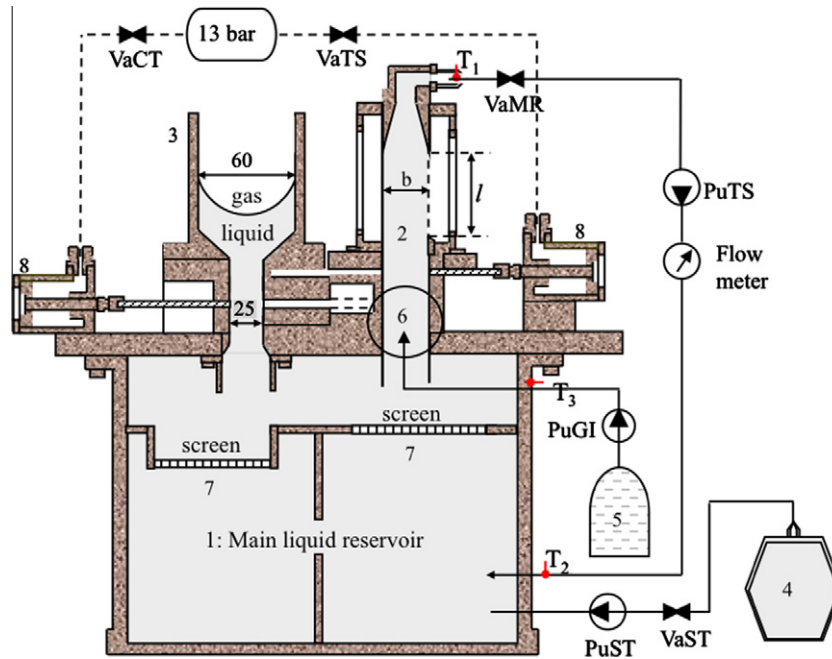 13 bar
VaCT
VaTS
T1
VaMR
3
60
gas
liquid
b
l
2
PuTS
8
8
Flow
meter
25
6
T3
screen
screen
PuGI
7
7
5
1: Main liquid reservoir
T2
4
PuST
VaST